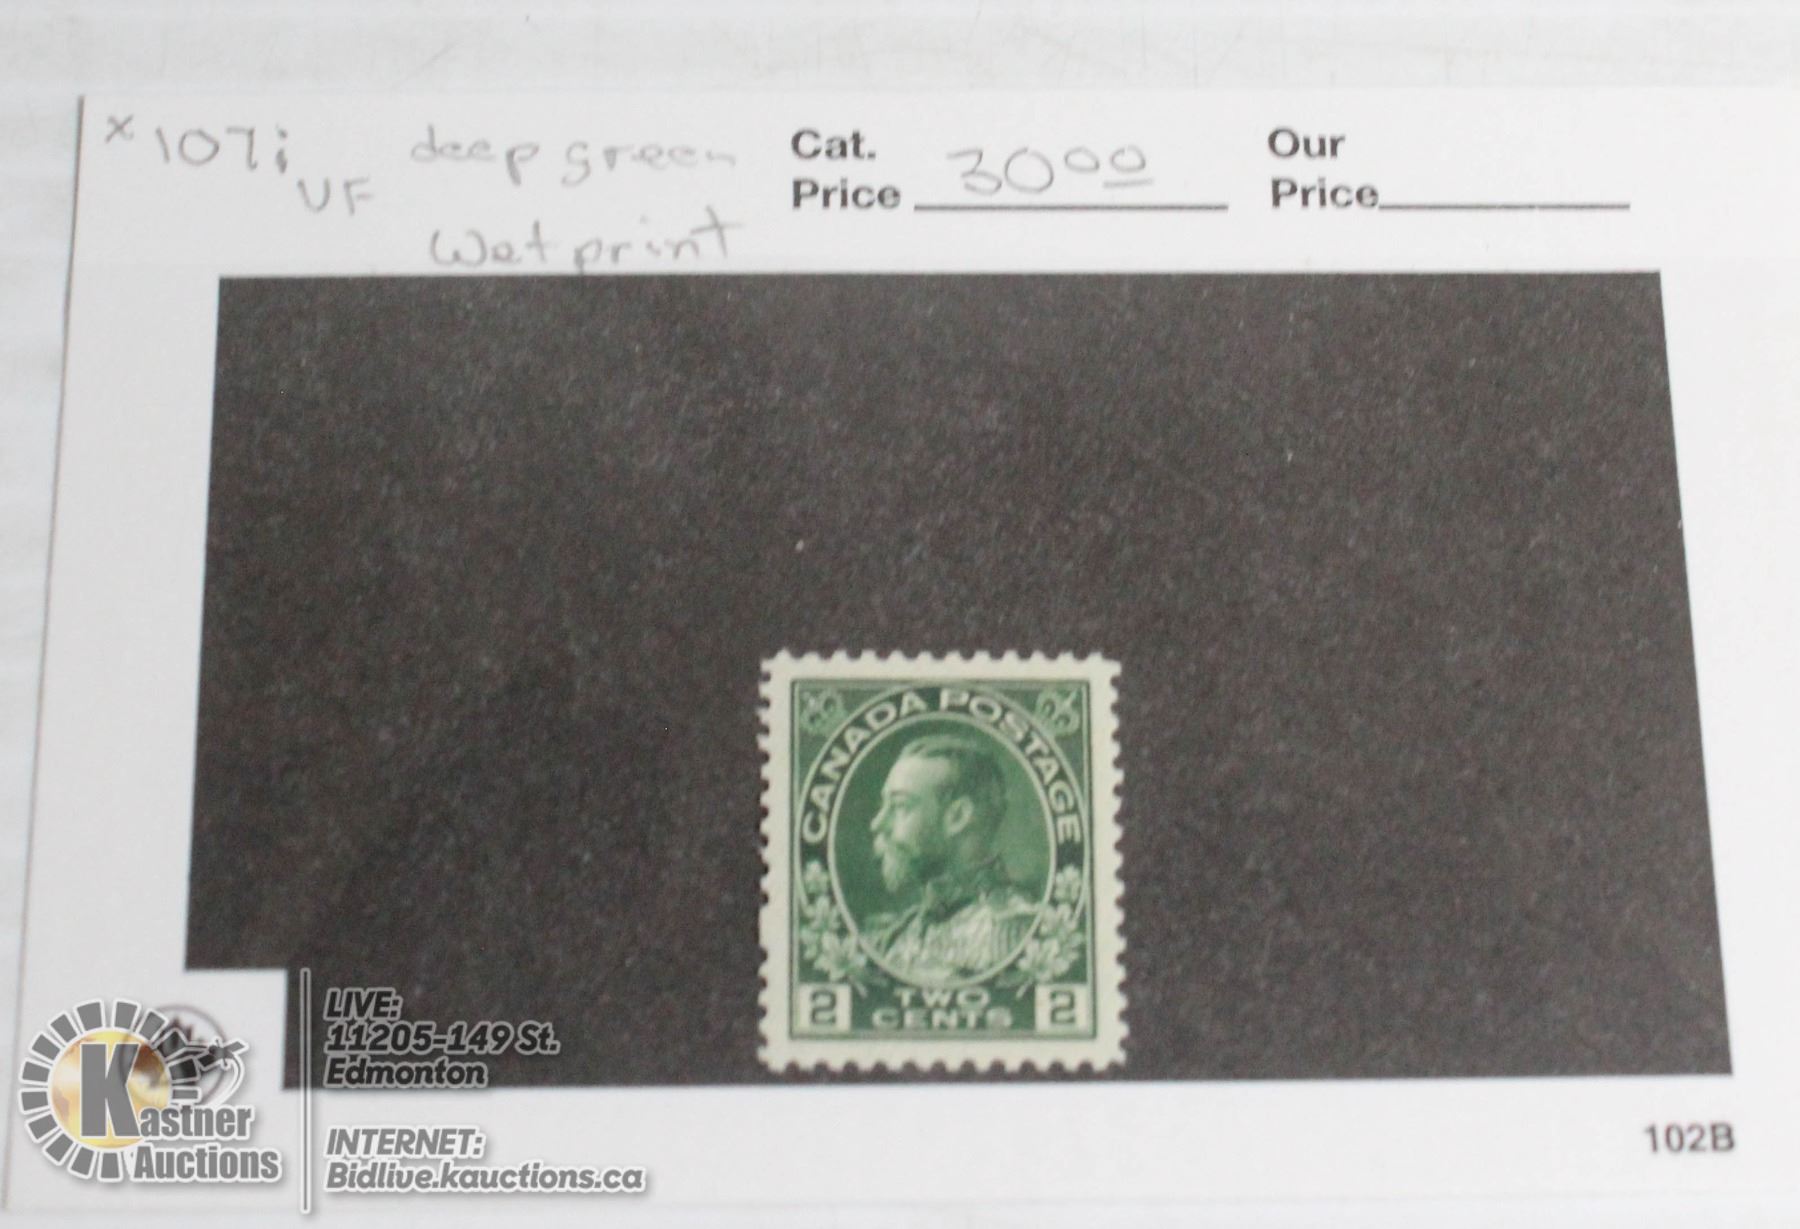 x 107i VF deep green
Wet print
Cat.
Price 30.00
Our
Price
CANADA POSTAGE
2 TWO CENTS 2
LIVE:
11205-149 St.
Edmonton
INTERNET:
Bidlive.kauctions.ca
Kastner
Auctions
102B